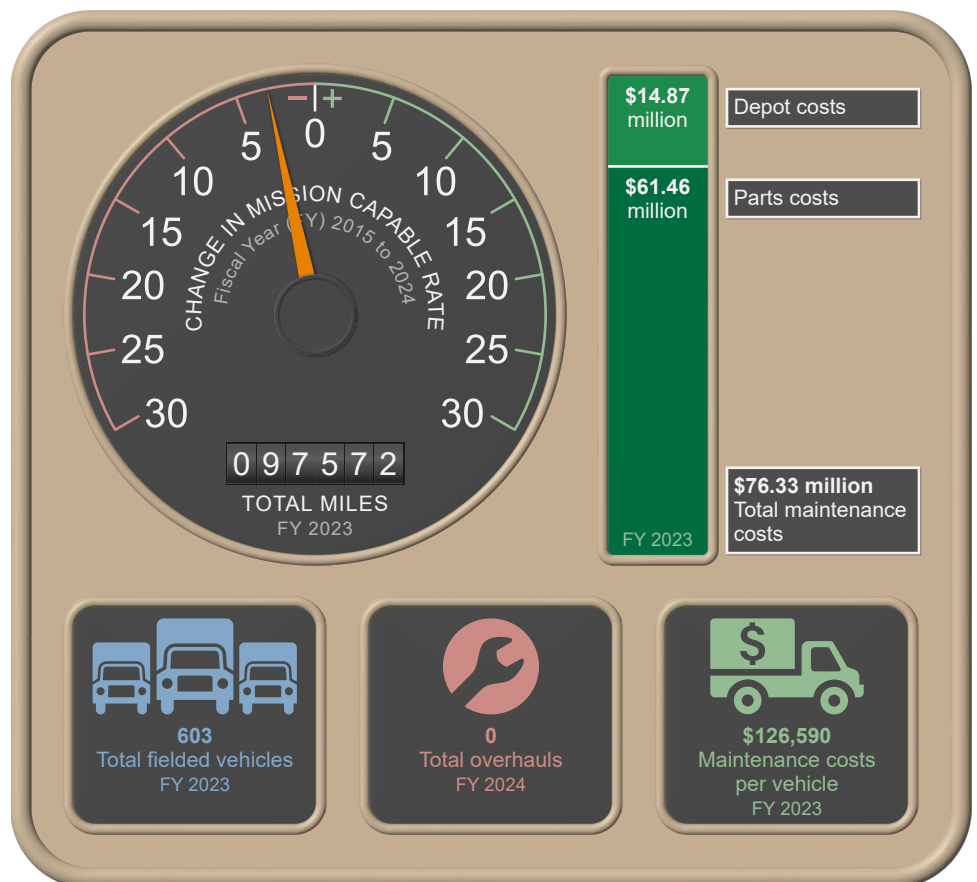 − +
0
5 5
10 10
15 15
20 20
25 25
30 30
CHANGE IN MISSION CAPABLE RATE
Fiscal Year (FY) 2015 to 2024
097572
TOTAL MILES
FY 2023
$14.87
million
Depot costs
$61.46
million
Parts costs
$76.33 million
Total maintenance
costs
FY 2023
603
Total fielded vehicles
FY 2023
0
Total overhauls
FY 2024
$
$126,590
Maintenance costs
per vehicle
FY 2023